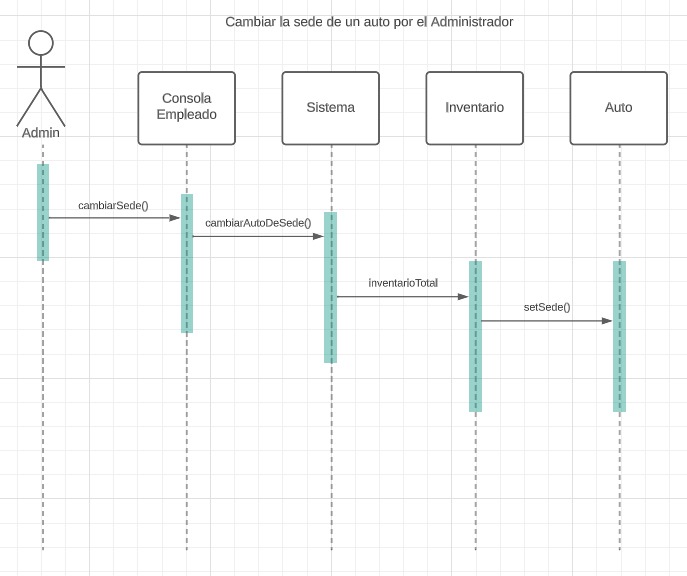 Cambiar la sede de un auto por el Administrador
Admin
Consola
Empleado
Sistema
Inventario
Auto
cambiarSede()
cambiarAutoDeSede()
inventarioTotal
setSede()